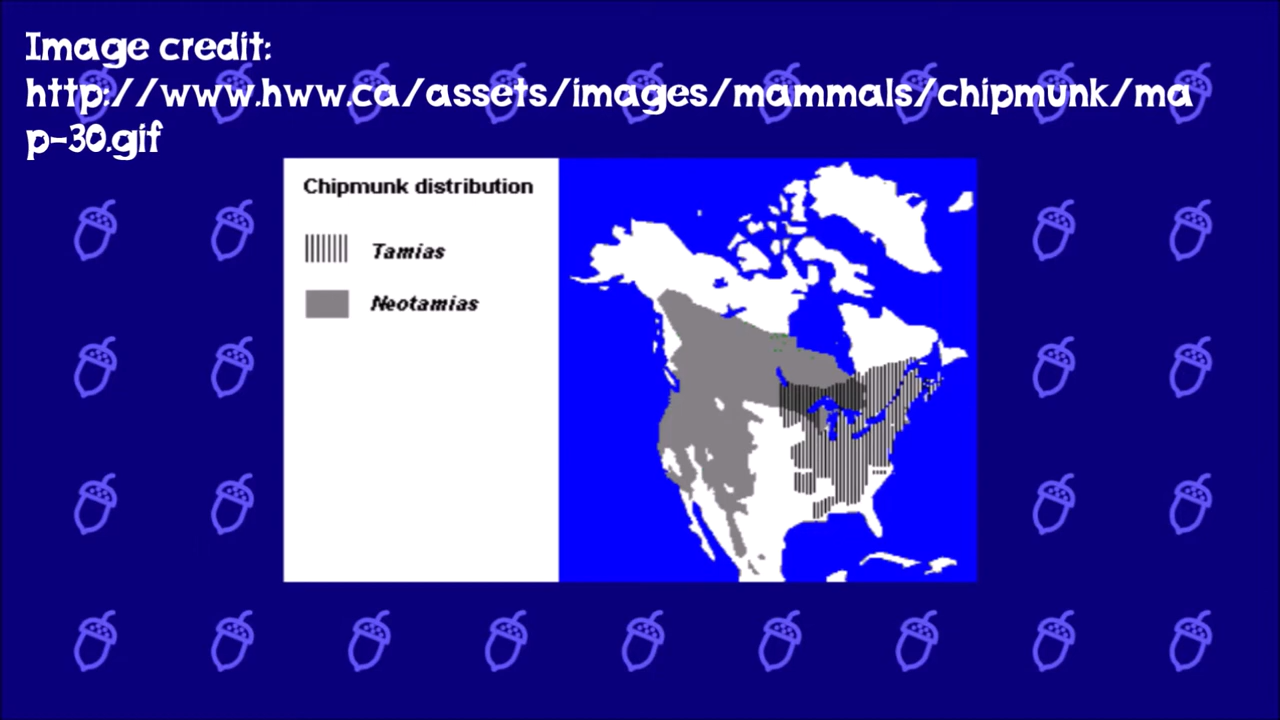 Image credit:
http://www.hww.ca/assets/images/mammals/chipmunk/ma
p-30.gif
Chipmunk distribution
Tamias
Neotamias